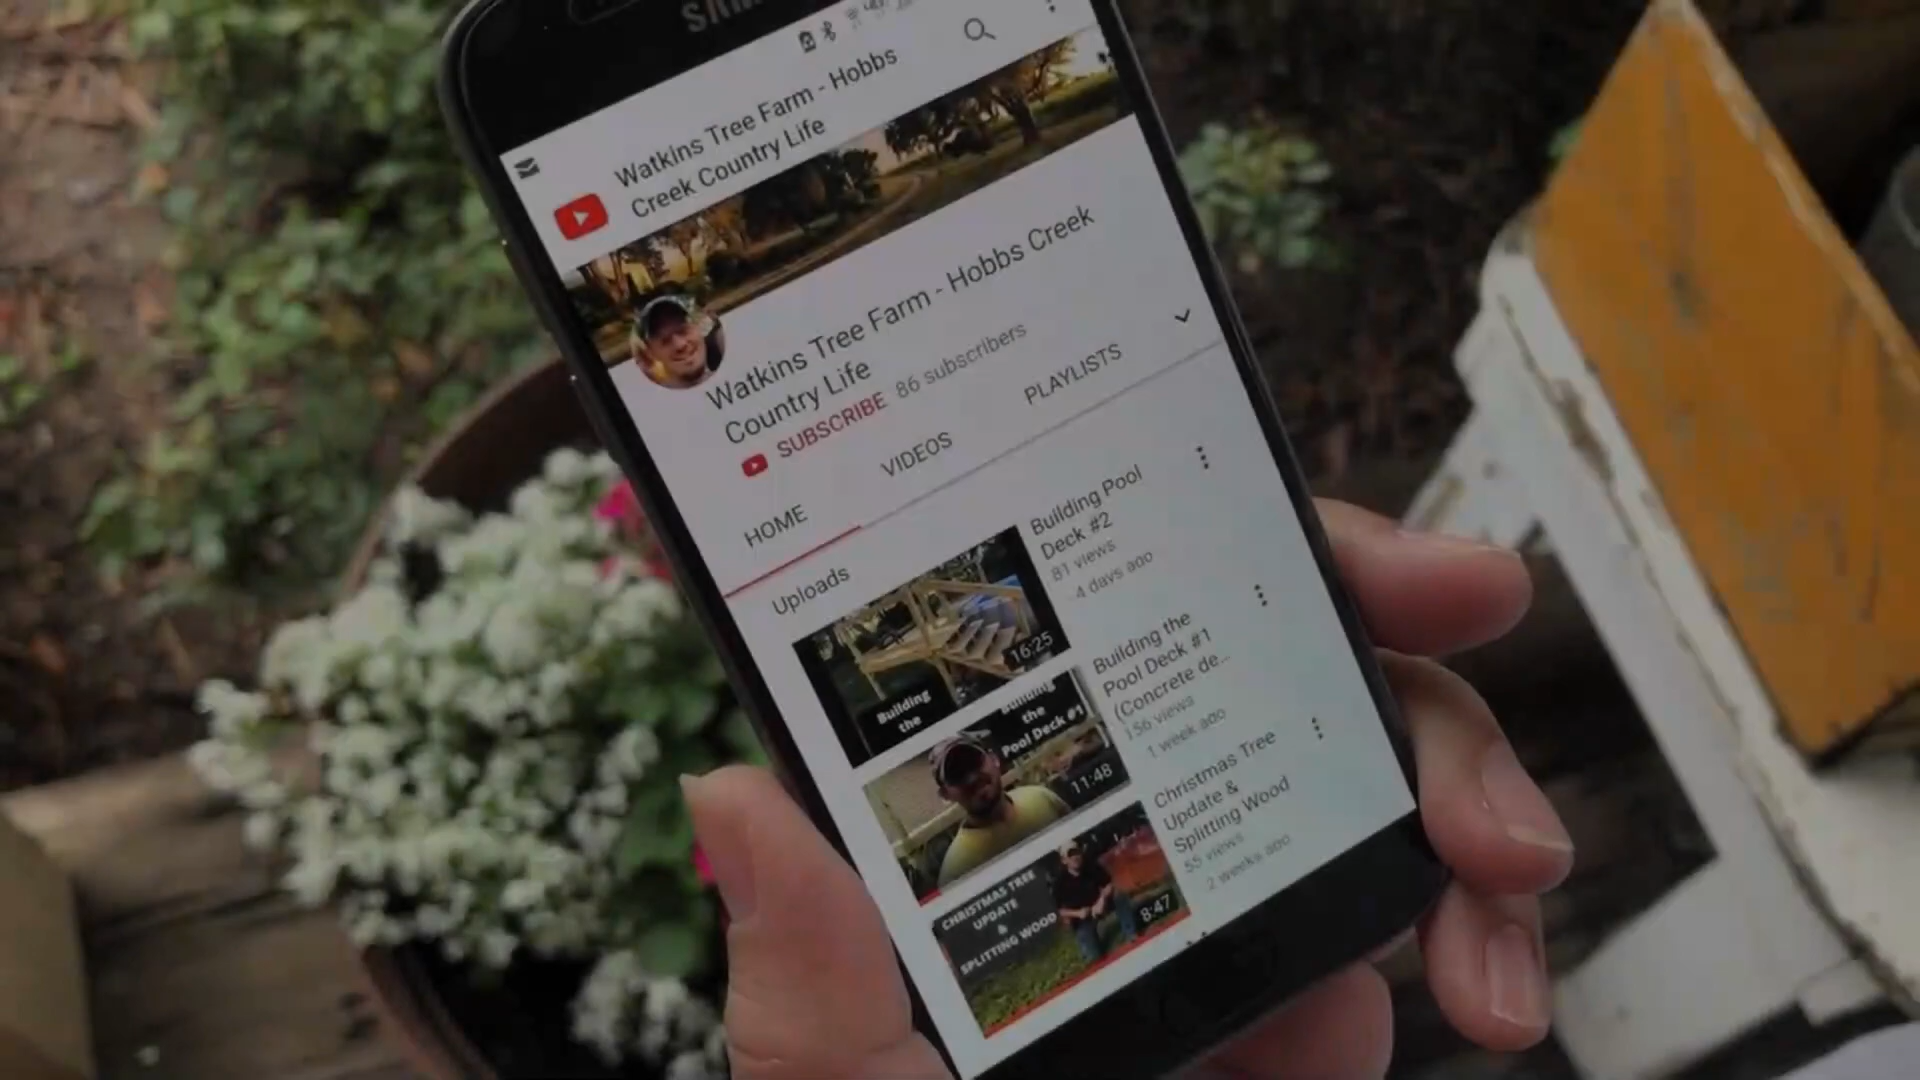 Watkins Tree Farm - Hobbs
Creek Country Life
Watkins Tree Farm - Hobbs Creek
Country Life
SUBSCRIBE 86 subscribers
HOME VIDEOS PLAYLISTS
Uploads
16:25
Building
the
Building Pool
Deck #2
81 views
4 days ago
Building
the
Pool Deck #1
11:48
Building the
Pool Deck #1
(Concrete de...
156 views
1 week ago
CHRISTMAS TREE
UPDATE
&
SPLITTING WOOD
8:47
Christmas Tree
Update &
Splitting Wood
55 views
2 weeks ago